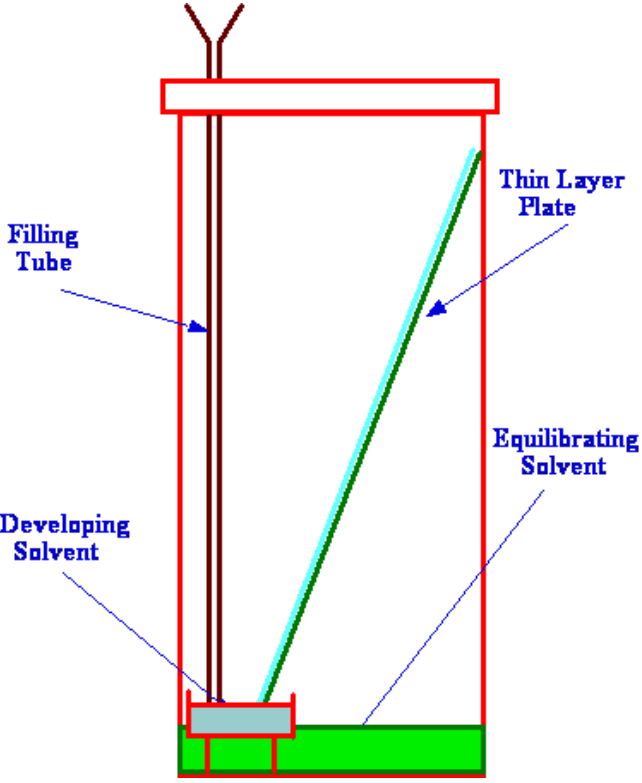 Thin Layer
Plate
Filling
Tube
Equilibrating
Solvent
Developing
Solvent